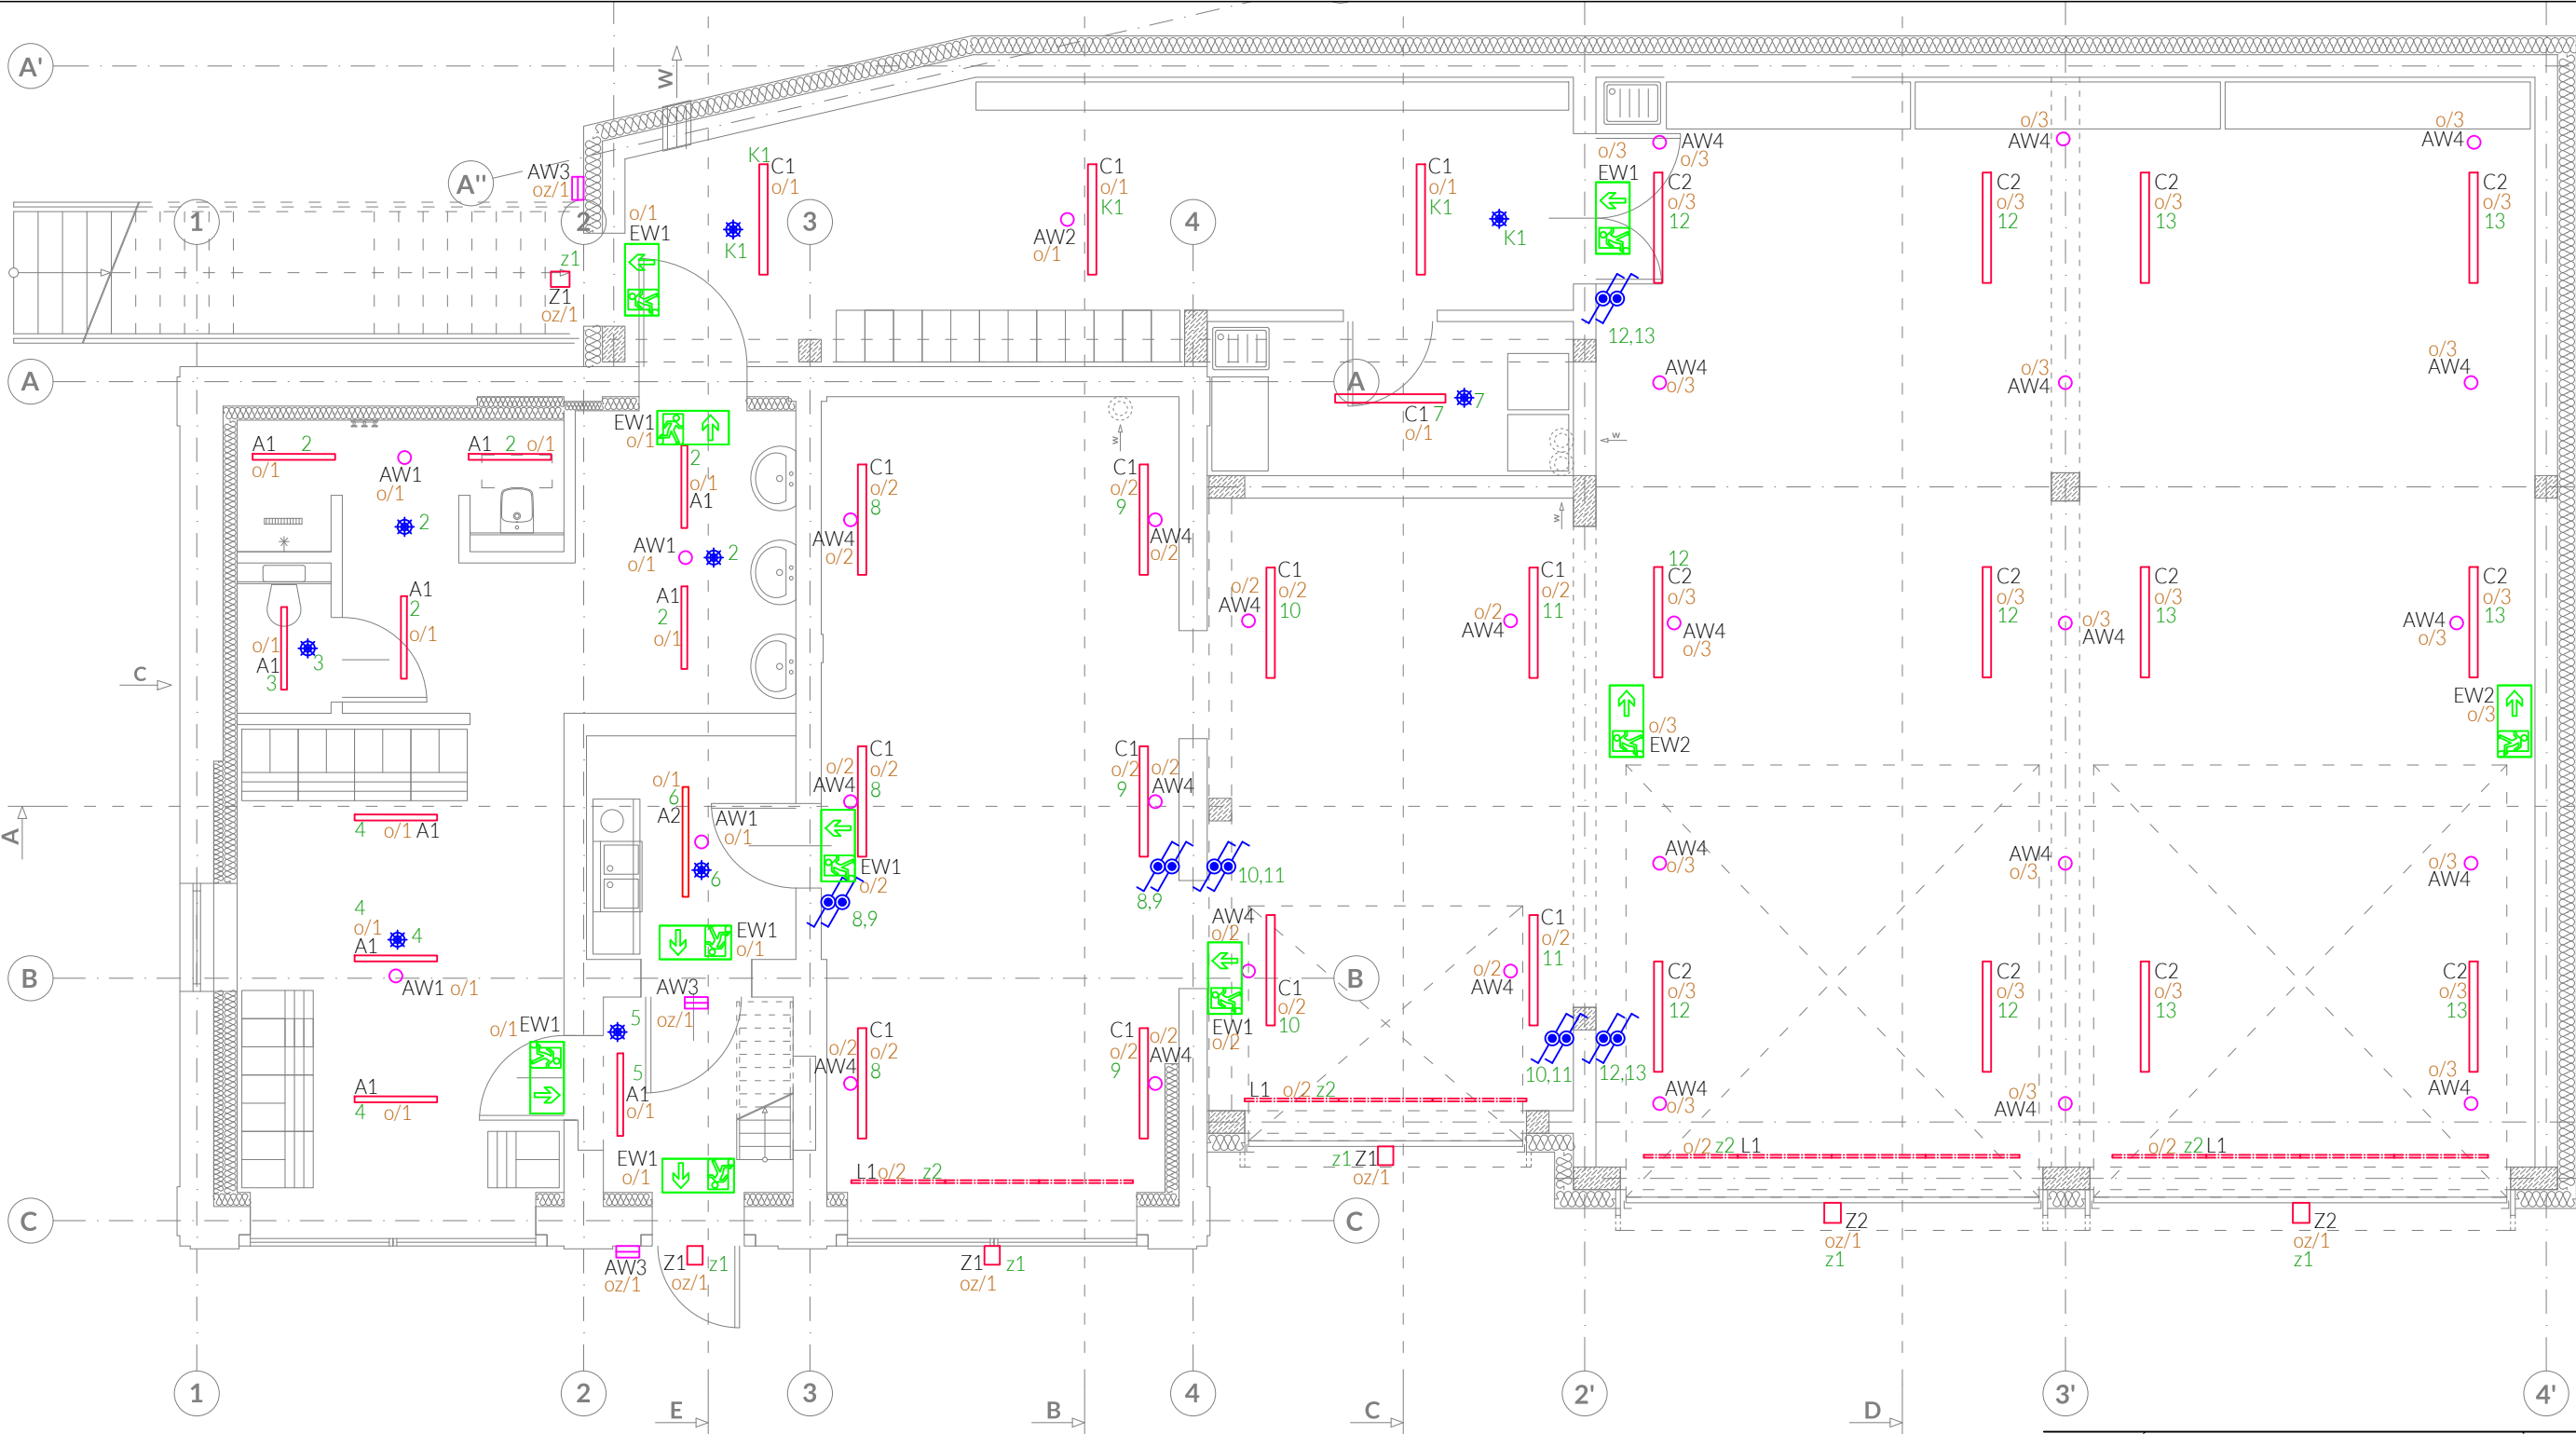 A'
W
A''
AW3
oz/1
1
2
3
4
K1
C1
o/1
C1
o/1
K1
C1
o/1
K1
o/1
EW1
K1
AW2
o/1
K1
z1
Z1
oz/1
o/3
EW1
AW4
o/3
o/3
AW4
o/3
AW4
C2
o/3
12
C2
o/3
12
C2
o/3
13
C2
o/3
13
12,13
A
A
C1 7
o/1
7
AW4
o/3
o/3
AW4
o/3
AW4
EW1
o/1
A1 2
o/1
A1 2 o/1
AW1
o/1
2
2
o/1
A1
AW1
o/1
2
A1
2
o/1
A1
2
o/1
o/1
A1
3
3
w
w
w
C1
o/2
8
AW4
o/2
C1
o/2
9
AW4
o/2
C1
o/2
10
o/2
AW4
C1
o/2
11
o/2
AW4
12
C2
o/3
AW4
o/3
C2
o/3
12
o/3
AW4
C2
o/3
13
C2
o/3
13
AW4
o/3
C
o/3
EW2
EW2
o/3
A
4 o/1 A1
o/1
6
A2
AW1
o/1
6
C1
o/2
8
o/2
AW4
EW1
o/2
8,9
C1
o/2
9
o/2
AW4
8,9
10,11
AW4
o/3
AW4
o/3
o/3
AW4
4
o/1
A1
4
AW1 o/1
EW1
o/1
B
B
AW4
o/2
C1
o/2
10
EW1
o/2
C1
o/2
11
o/2
AW4
C2
o/3
12
C2
o/3
12
C2
o/3
13
C2
o/3
13
AW3
oz/1
o/1 EW1
5
5
A1
o/1
A1
4 o/1
C1
o/2
8
o/2
AW4
C1
o/2
9
o/2
AW4
10,11
12,13
AW4
o/3
o/3
AW4
o/3
AW4
L1 o/2 z2
EW1
o/1
L1 o/2 z2
z1 Z1
oz/1
o/2 z2 L1
o/2 z2 L1
C
C
Z2
oz/1
z1
Z2
oz/1
z1
AW3
oz/1
Z1 z1
oz/1
Z1 z1
oz/1
1
2
3
4
2'
3'
4'
E
B
C
D